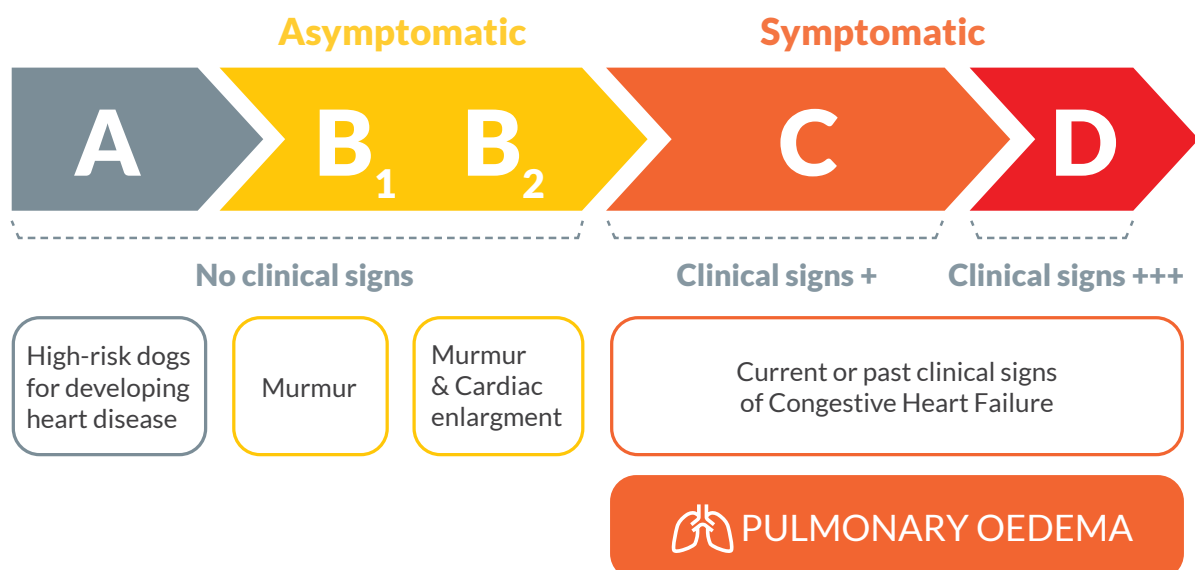 Asymptomatic
Symptomatic
A
B1
B2
C
D
No clinical signs
Clinical signs +
Clinical signs +++
High-risk dogs
for developing
heart disease
Murmur
Murmur
& Cardiac
enlargment
Current or past clinical signs
of Congestive Heart Failure
PULMONARY OEDEMA